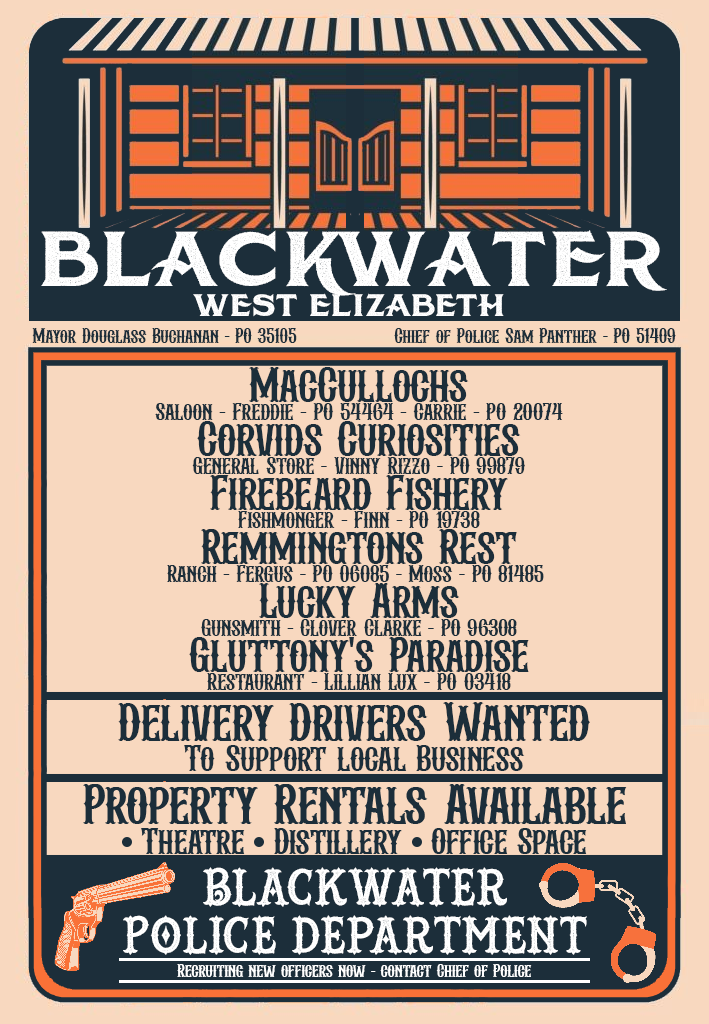 BLACKWATER
WEST ELIZABETH
Mayor Douglass Buchanan - PO 35105
Chief of Police Sam Panther - PO 51409
MacCullochs
Saloon - Freddie - PO 54464 - Carrie - PO 20074
Corvids Curiosities
General Store - Vinny Rizzo - PO 99879
Firebeard Fishery
Fishmonger - Finn - PO 19738
Remmingtons Rest
Ranch - Fergus - PO 06085 - Moss - PO 81485
Lucky Arms
Gunsmith - Clover Clarke - PO 96308
Gluttony's Paradise
Restaurant - Lillian Lux - PO 03418
Delivery Drivers Wanted
To Support local Business
Property Rentals Available
• Theatre • Distillery • Office Space
BLACKWATER
POLICE DEPARTMENT
Recruiting new officers now - contact Chief of Police